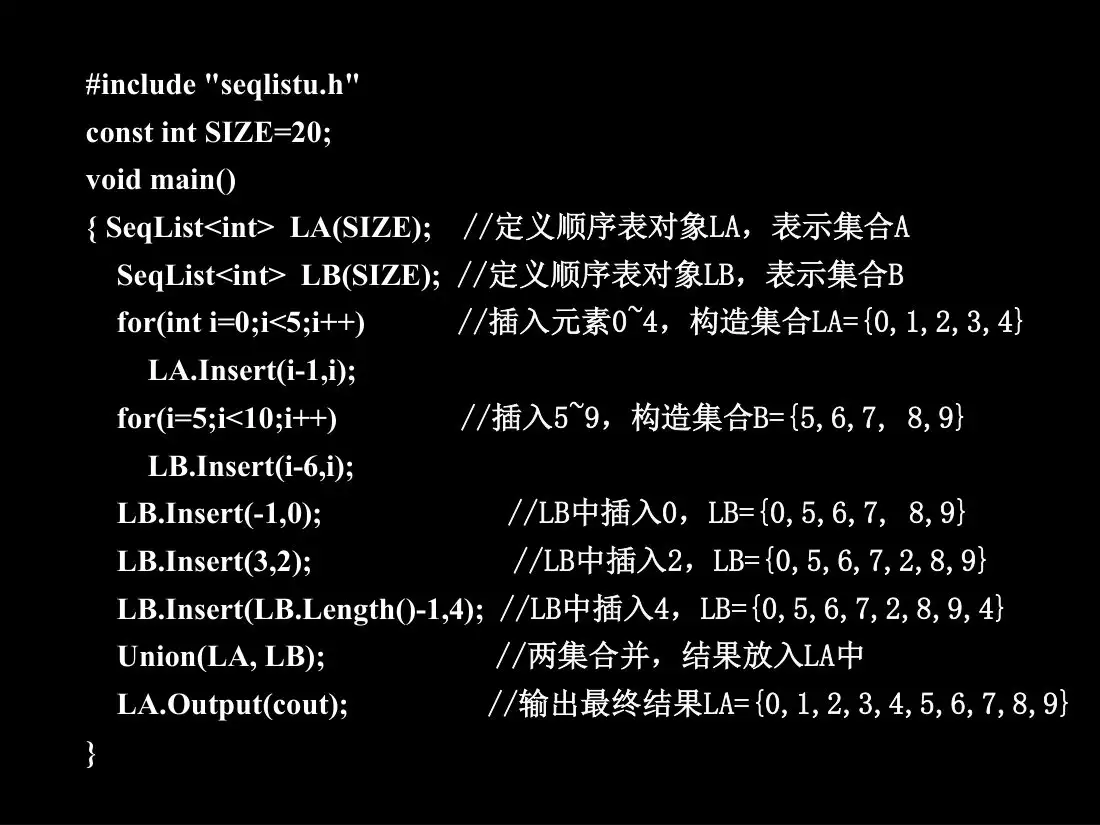 #include "seqlistu.h"
const int SIZE=20;
void main()
{ SeqList<int>  LA(SIZE);  //定义顺序表对象LA，表示集合A
SeqList<int>  LB(SIZE);  //定义顺序表对象LB，表示集合B
for(int i=0;i<5;i++)  //插入元素0~4，构造集合LA={0,1,2,3,4}
LA.Insert(i-1,i);
for(i=5;i<10;i++)  //插入5~9，构造集合B={5,6,7, 8,9}
LB.Insert(i-6,i);
LB.Insert(-1,0);  //LB中插入0，LB={0,5,6,7, 8,9}
LB.Insert(3,2);  //LB中插入2，LB={0,5,6,7,2,8,9}
LB.Insert(LB.Length()-1,4);  //LB中插入4，LB={0,5,6,7,2,8,9,4}
Union(LA, LB);  //两集合并，结果放入LA中
LA.Output(cout);  //输出最终结果LA={0,1,2,3,4,5,6,7,8,9}
}